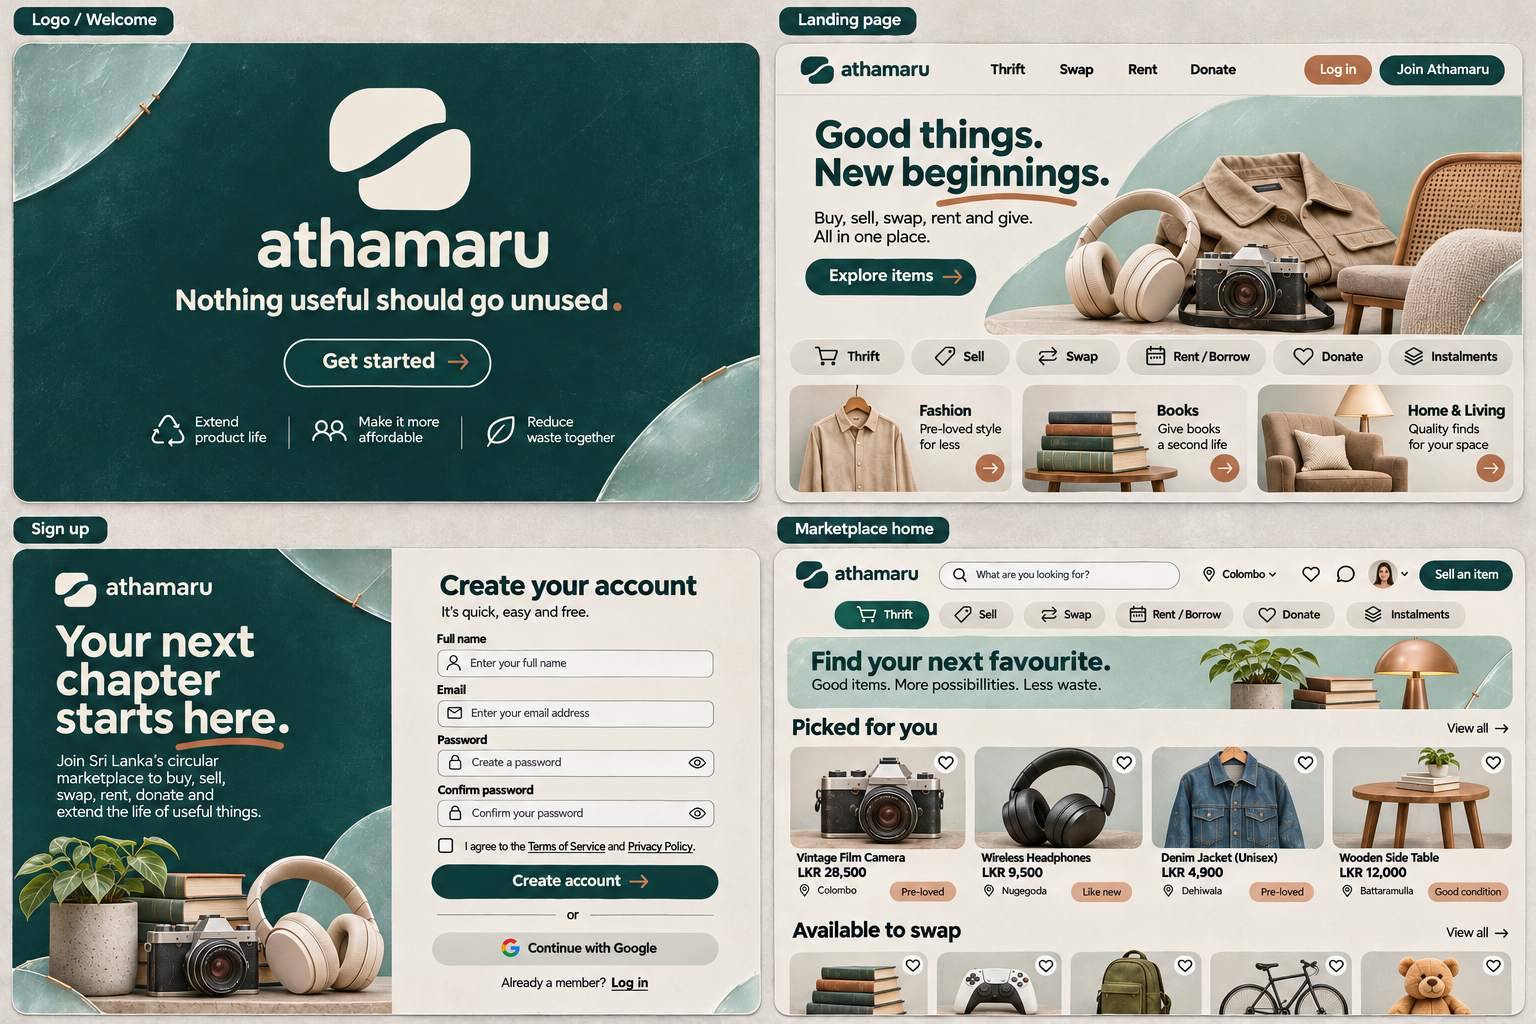 Logo / Welcome
athamaru
Nothing useful should go unused.
Get started →
Extend
product life
Make it more
affordable
Reduce
waste together
Landing page
athamaru
Thrift
Swap
Rent
Donate
Log in
Join Athamaru
Good things.
New beginnings.
Buy, sell, swap, rent and give.
All in one place.
Explore items →
Thrift
Sell
Swap
Rent / Borrow
Donate
Instalments
Fashion
Pre-loved style
for less
Books
Give books
a second life
Home & Living
Quality finds
for your space
Sign up
athamaru
Your next
chapter
starts here.
Join Sri Lanka's circular
marketplace to buy, sell,
swap, rent, donate and
extend the life of useful things.
Create your account
It's quick, easy and free.
Full name
Enter your full name
Email
Enter your email address
Password
Create a password
Confirm password
Confirm your password
I agree to the Terms of Service and Privacy Policy.
Create account →
or
Continue with Google
Already a member? Log in
Marketplace home
athamaru
What are you looking for?
Colombo
Sell an item
Thrift
Sell
Swap
Rent / Borrow
Donate
Instalments
Find your next favourite.
Good items. More possibillities. Less waste.
Picked for you
View all →
Vintage Film Camera
LKR 28,500
Colombo
Pre-loved
Wireless Headphones
LKR 9,500
Nugegoda
Like new
Denim Jacket (Unisex)
LKR 4,900
Dehiwala
Pre-loved
Wooden Side Table
LKR 12,000
Battaramulla
Good condition
Available to swap
View all →